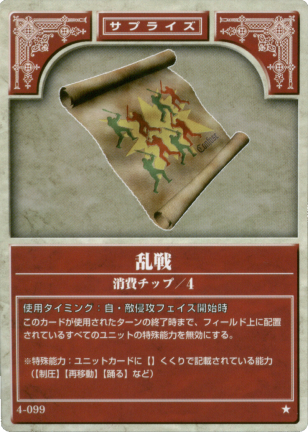 サプライズ
乱戦
消費チップ／4
使用タイミング：自・敵侵攻フェイズ開始時
このカードが使用されたターンの終了時まで、フィールド上に配置
されているすべてのユニットの特殊能力を無効にする。
※特殊能力：ユニットカードに【】くくりで記載されている能力
（【制圧】【再移動】【踊る】など）
4-099
★